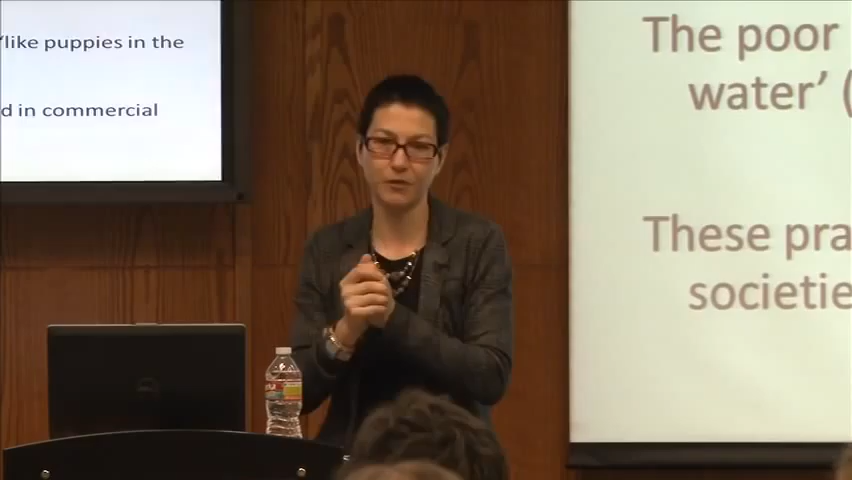 'like puppies in the
d in commercial
The poor
water' (
These pra
societie